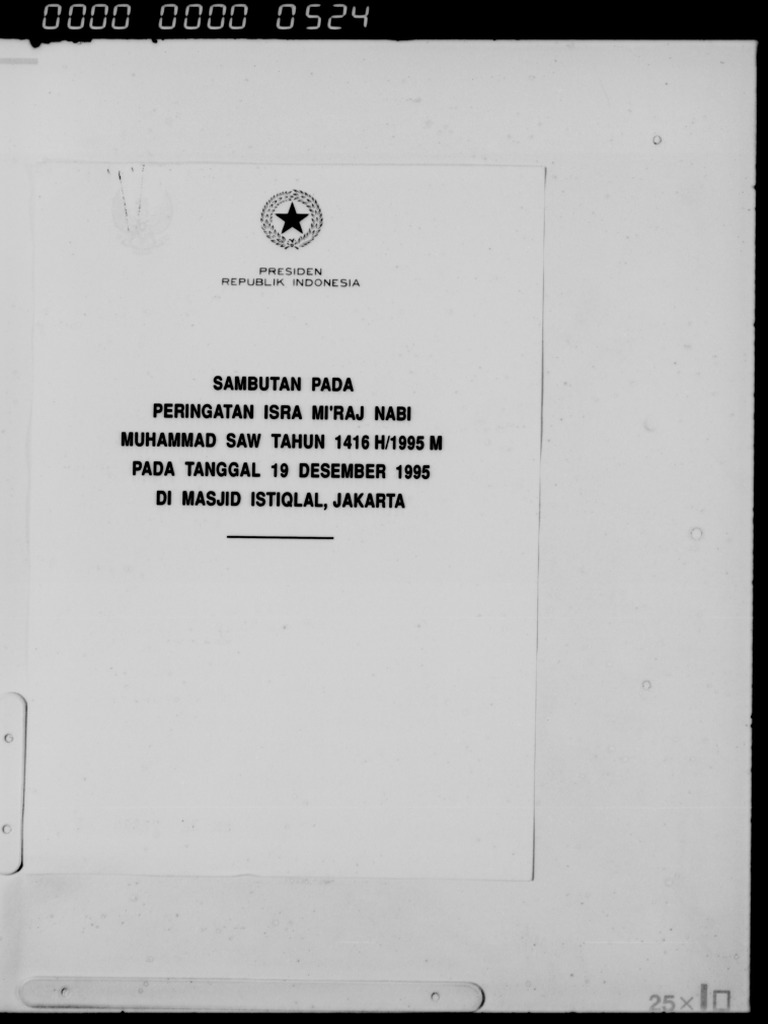 0000 0000 0524
PRESIDEN
REPUBLIK INDONESIA
SAMBUTAN PADA
PERINGATAN ISRA MI'RAJ NABI
MUHAMMAD SAW TAHUN 1416 H/1995 M
PADA TANGGAL 19 DESEMBER 1995
DI MASJID ISTIQLAL, JAKARTA
25×